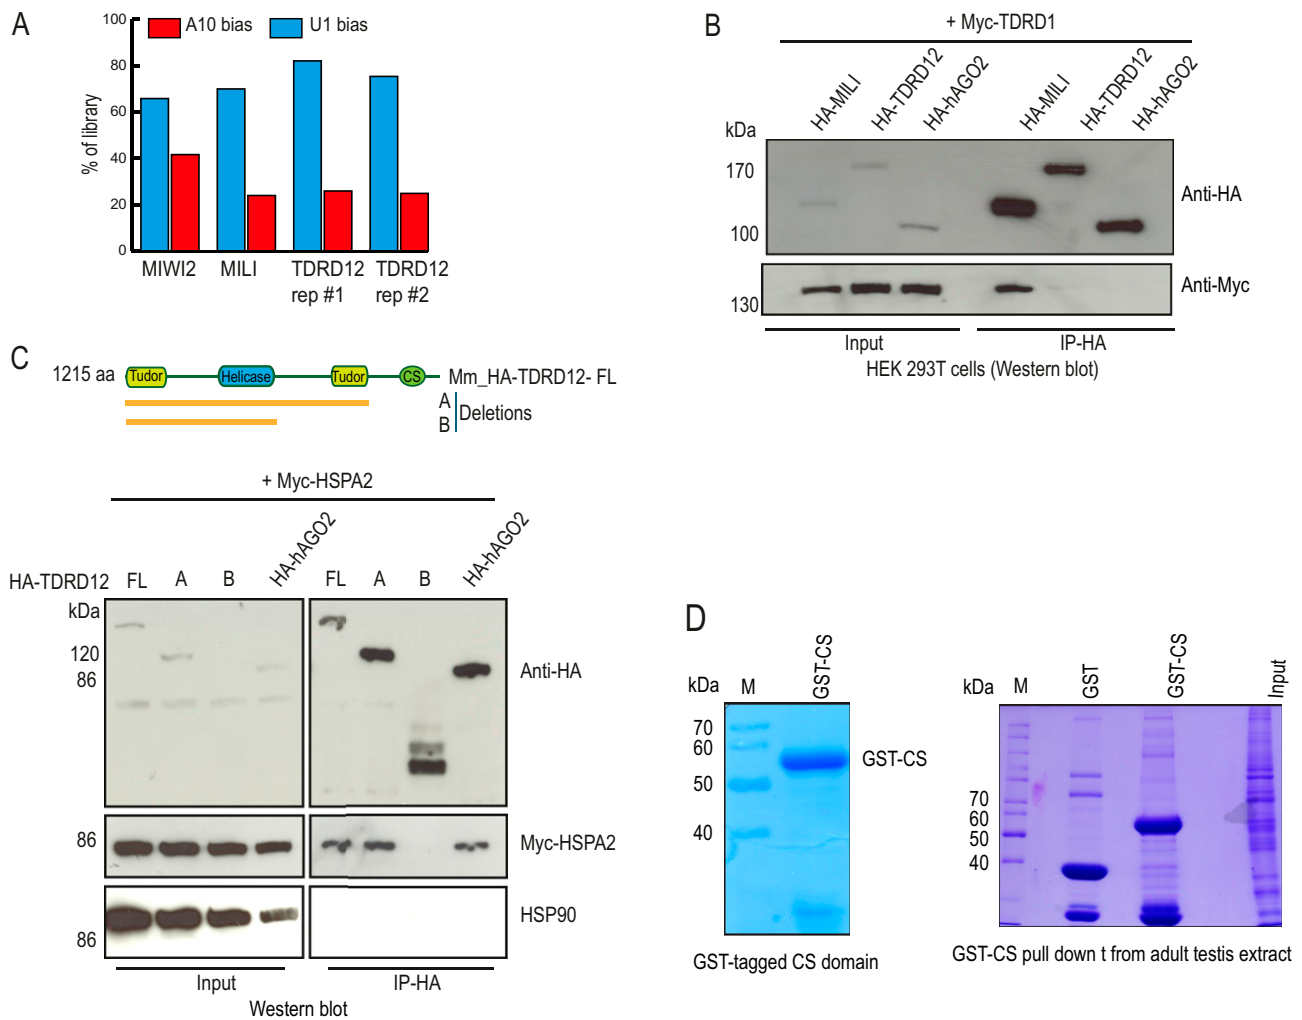 A
100
80
60
40
20
0
% of library
A10 bias
U1 bias
MIWI2
MILI
TDRD12
rep #1
TDRD12
rep #2
B
+ Myc-TDRD1
HA-MILI
HA-TDRD12
HA-hAGO2
HA-MILI
HA-TDRD12
HA-hAGO2
kDa
170
100
Anti-HA
130
Anti-Myc
Input
IP-HA
HEK 293T cells (Western blot)
C
1215 aa
Tudor
Helicase
Tudor
CS
Mm_HA-TDRD12- FL
A
B
Deletions
+ Myc-HSPA2
HA-TDRD12
FL
A
B
HA-hAGO2
FL
A
B
HA-hAGO2
kDa
120
86
Anti-HA
86
Myc-HSPA2
HSP90
86
Input
IP-HA
Western blot
D
kDa
M
GST-CS
70
60
50
40
GST-CS
GST-tagged CS domain
kDa
M
GST
GST-CS
Input
70
60
50
40
GST-CS pull down t from adult testis extract